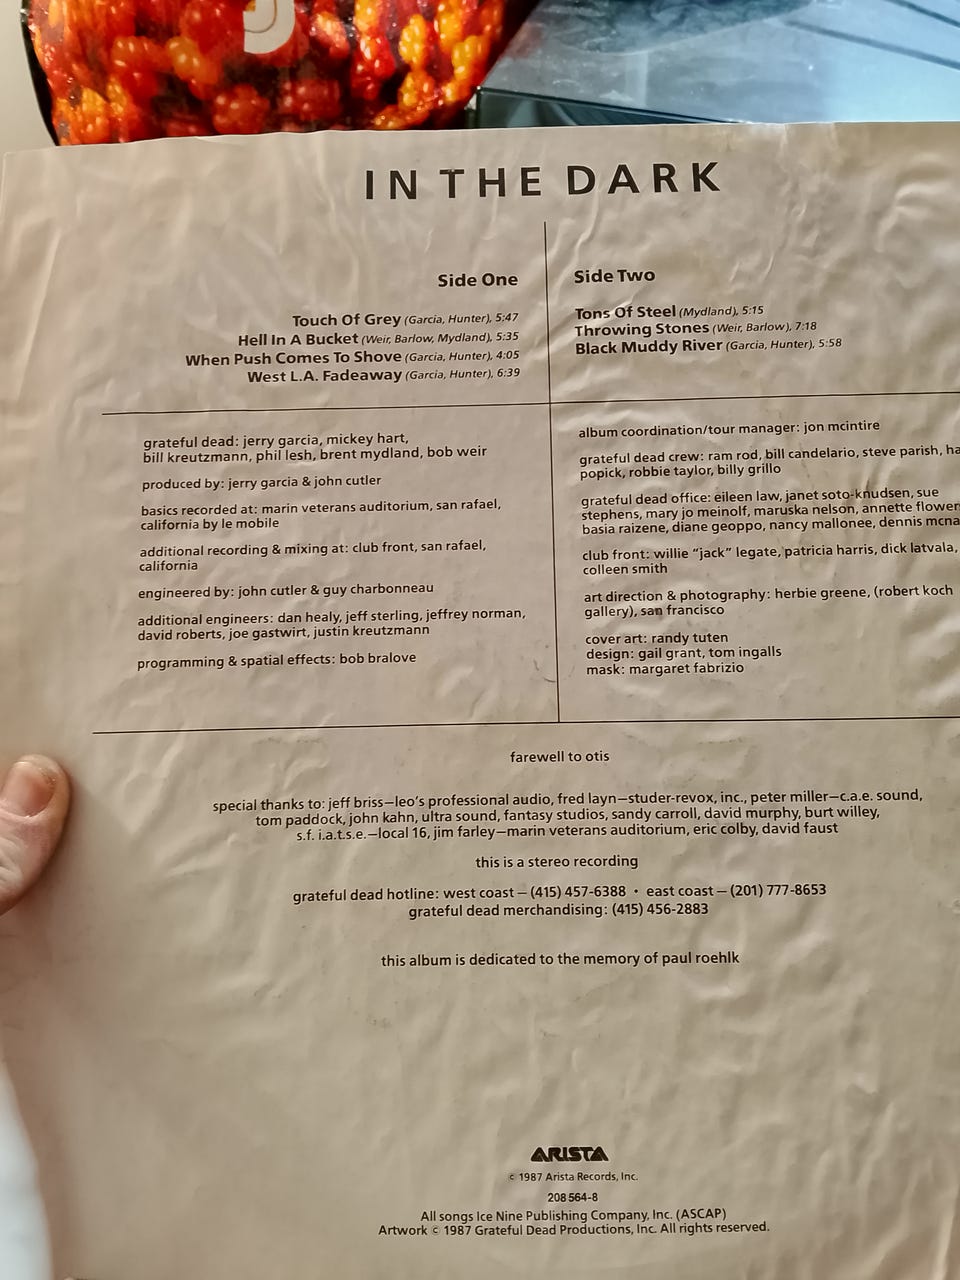 IN THE DARK
Side One
Touch Of Grey (Garcia, Hunter), 5:47
Hell In A Bucket (Weir, Barlow, Mydland), 5:35
When Push Comes To Shove (Garcia, Hunter), 4:05
West L.A. Fadeaway (Garcia, Hunter), 6:39
Side Two
Tons Of Steel (Mydland), 5:15
Throwing Stones (Weir, Barlow), 7:18
Black Muddy River (Garcia, Hunter), 5:58
grateful dead: jerry garcia, mickey hart,
bill kreutzmann, phil lesh, brent mydland, bob weir
produced by: jerry garcia & john cutler
basics recorded at: marin veterans auditorium, san rafael,
california by le mobile
additional recording & mixing at: club front, san rafael,
california
engineered by: john cutler & guy charbonneau
additional engineers: dan healy, jeff sterling, jeffrey norman,
david roberts, joe gastwirt, justin kreutzmann
programming & spatial effects: bob bralove
album coordination/tour manager: jon mcintire
grateful dead crew: ram rod, bill candelario, steve parish,
popick, robbie taylor, billy grillo
grateful dead office: eileen law, janet soto-knudsen, sue
stephens, mary jo meinolf, maruska nelson, annette
basia raizene, diane geoppo, nancy mallonee, dennis
club front: willie "jack" legate, patricia harris, dick latvala,
colleen smith
art direction & photography: herbie greene, (robert koch
gallery), san francisco
cover art: randy tuten
design: gail grant, tom ingalls
mask: margaret fabrizio
farewell to otis
special thanks to: jeff briss—leo's professional audio, fred layn—studer-revox, inc., peter miller—c.a.e. sound,
tom paddock, john kahn, ultra sound, fantasy studios, sandy carroll, david murphy, burt willey,
s.f. i.a.t.s.e.—local 16, jim farley—marin veterans auditorium, eric colby, david faust
this is a stereo recording
grateful dead hotline: west coast — (415) 457-6388 • east coast — (201) 777-8653
grateful dead merchandising: (415) 456-2883
this album is dedicated to the memory of paul roehlk
ARISTA
© 1987 Arista Records, Inc.
208 564-8
All songs Ice Nine Publishing Company, Inc. (ASCAP)
Artwork © 1987 Grateful Dead Productions, Inc. All rights reserved.